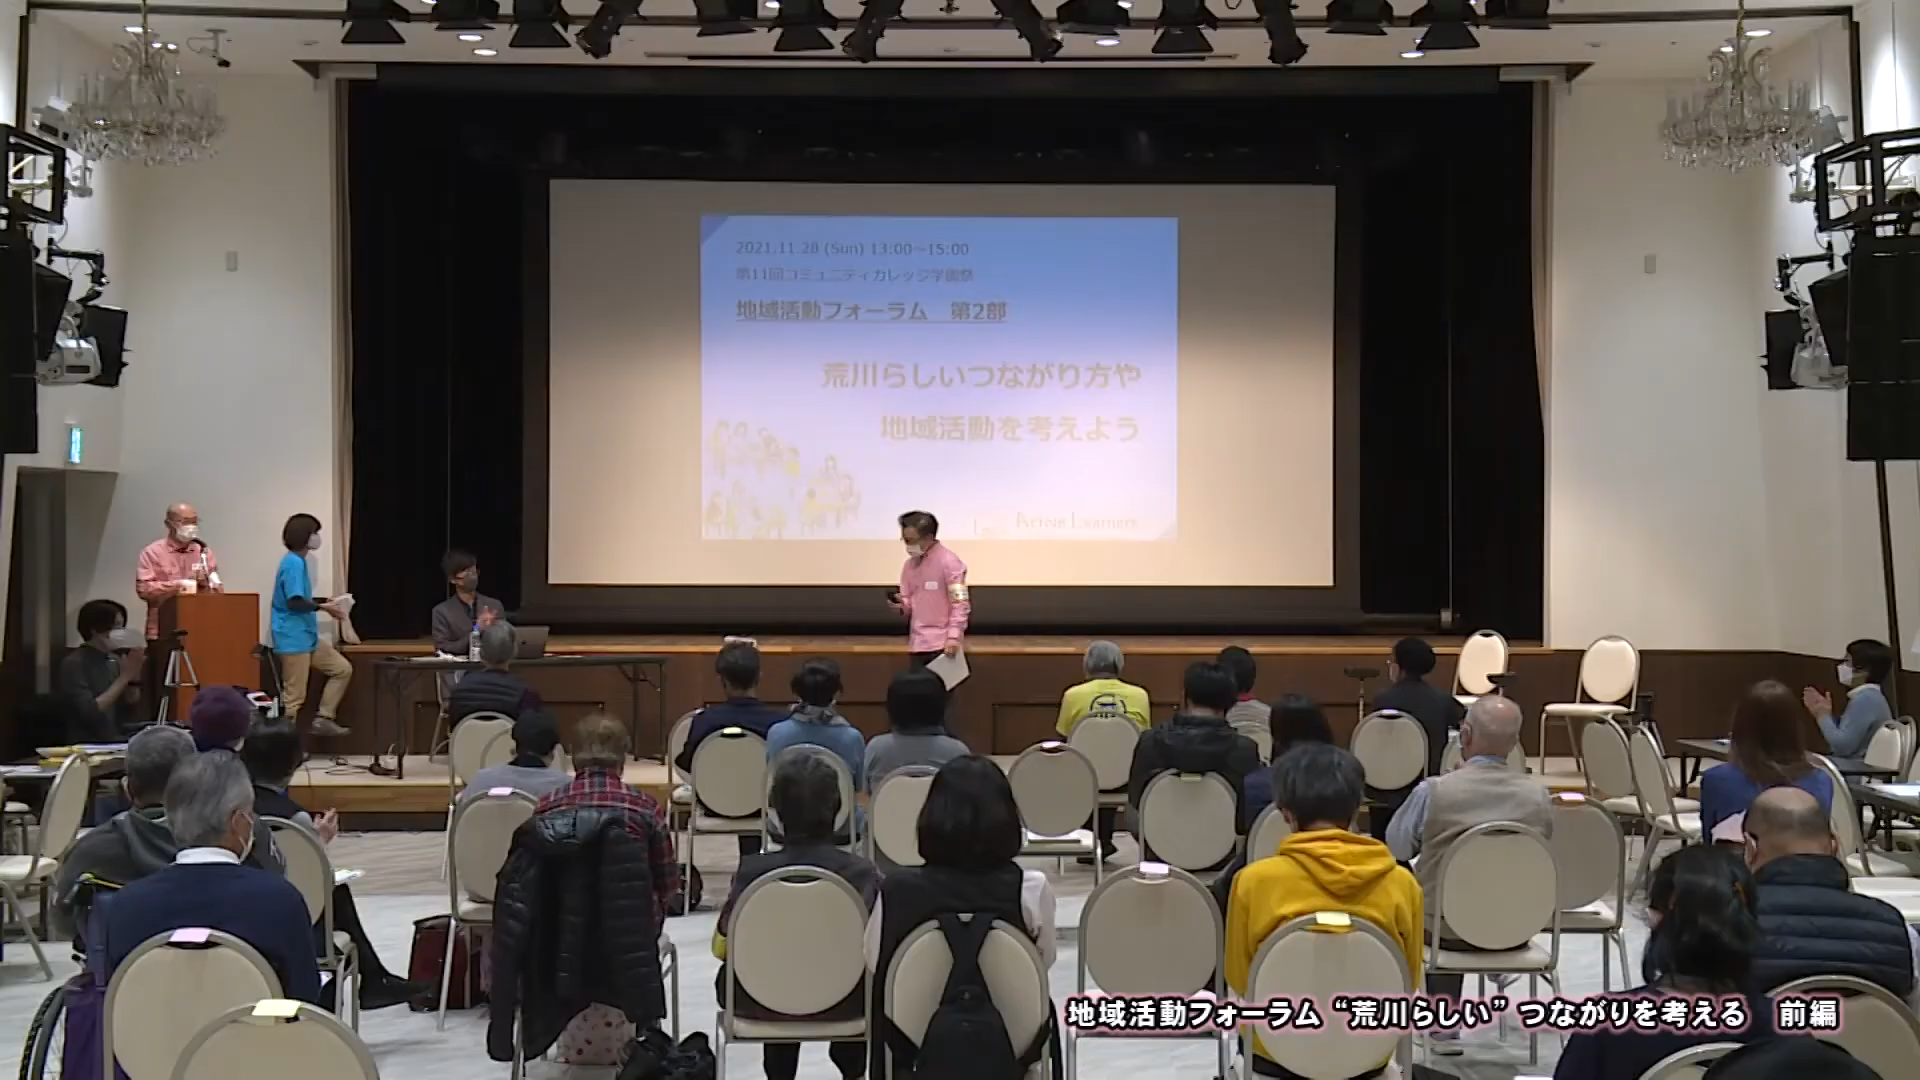 2021.11.28 (Sun) 13:00~15:00
第11回コミュニティカレッジ学園祭
地域活動フォーラム　第2部
荒川らしいつながり方や
地域活動を考えよう
Active Learners
地域活動フォーラム “荒川らしい” つながりを考える　前編